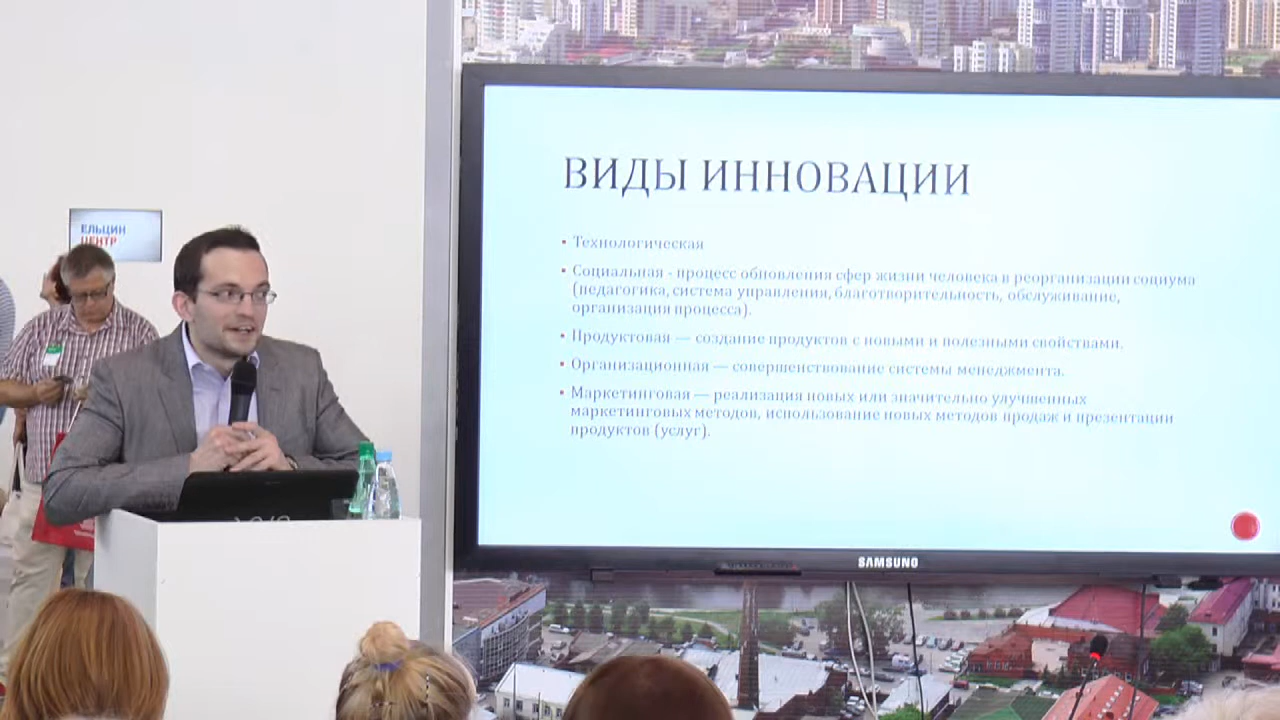 ЕЛЬЦИН
ЦЕНТР
ВИДЫ ИННОВАЦИИ
▪ Технологическая
▪ Социальная - процесс обновления сфер жизни человека в реорганизации социума
(педагогика, система управления, благотворительность, обслуживание,
организация процесса).
▪ Продуктовая — создание продуктов с новыми и полезными свойствами.
▪ Организационная — совершенствование системы менеджмента.
▪ Маркетинговая — реализация новых или значительно улучшенных
маркетинговых методов, использование новых методов продаж и презентации
продуктов (услуг).
SAMSUNG